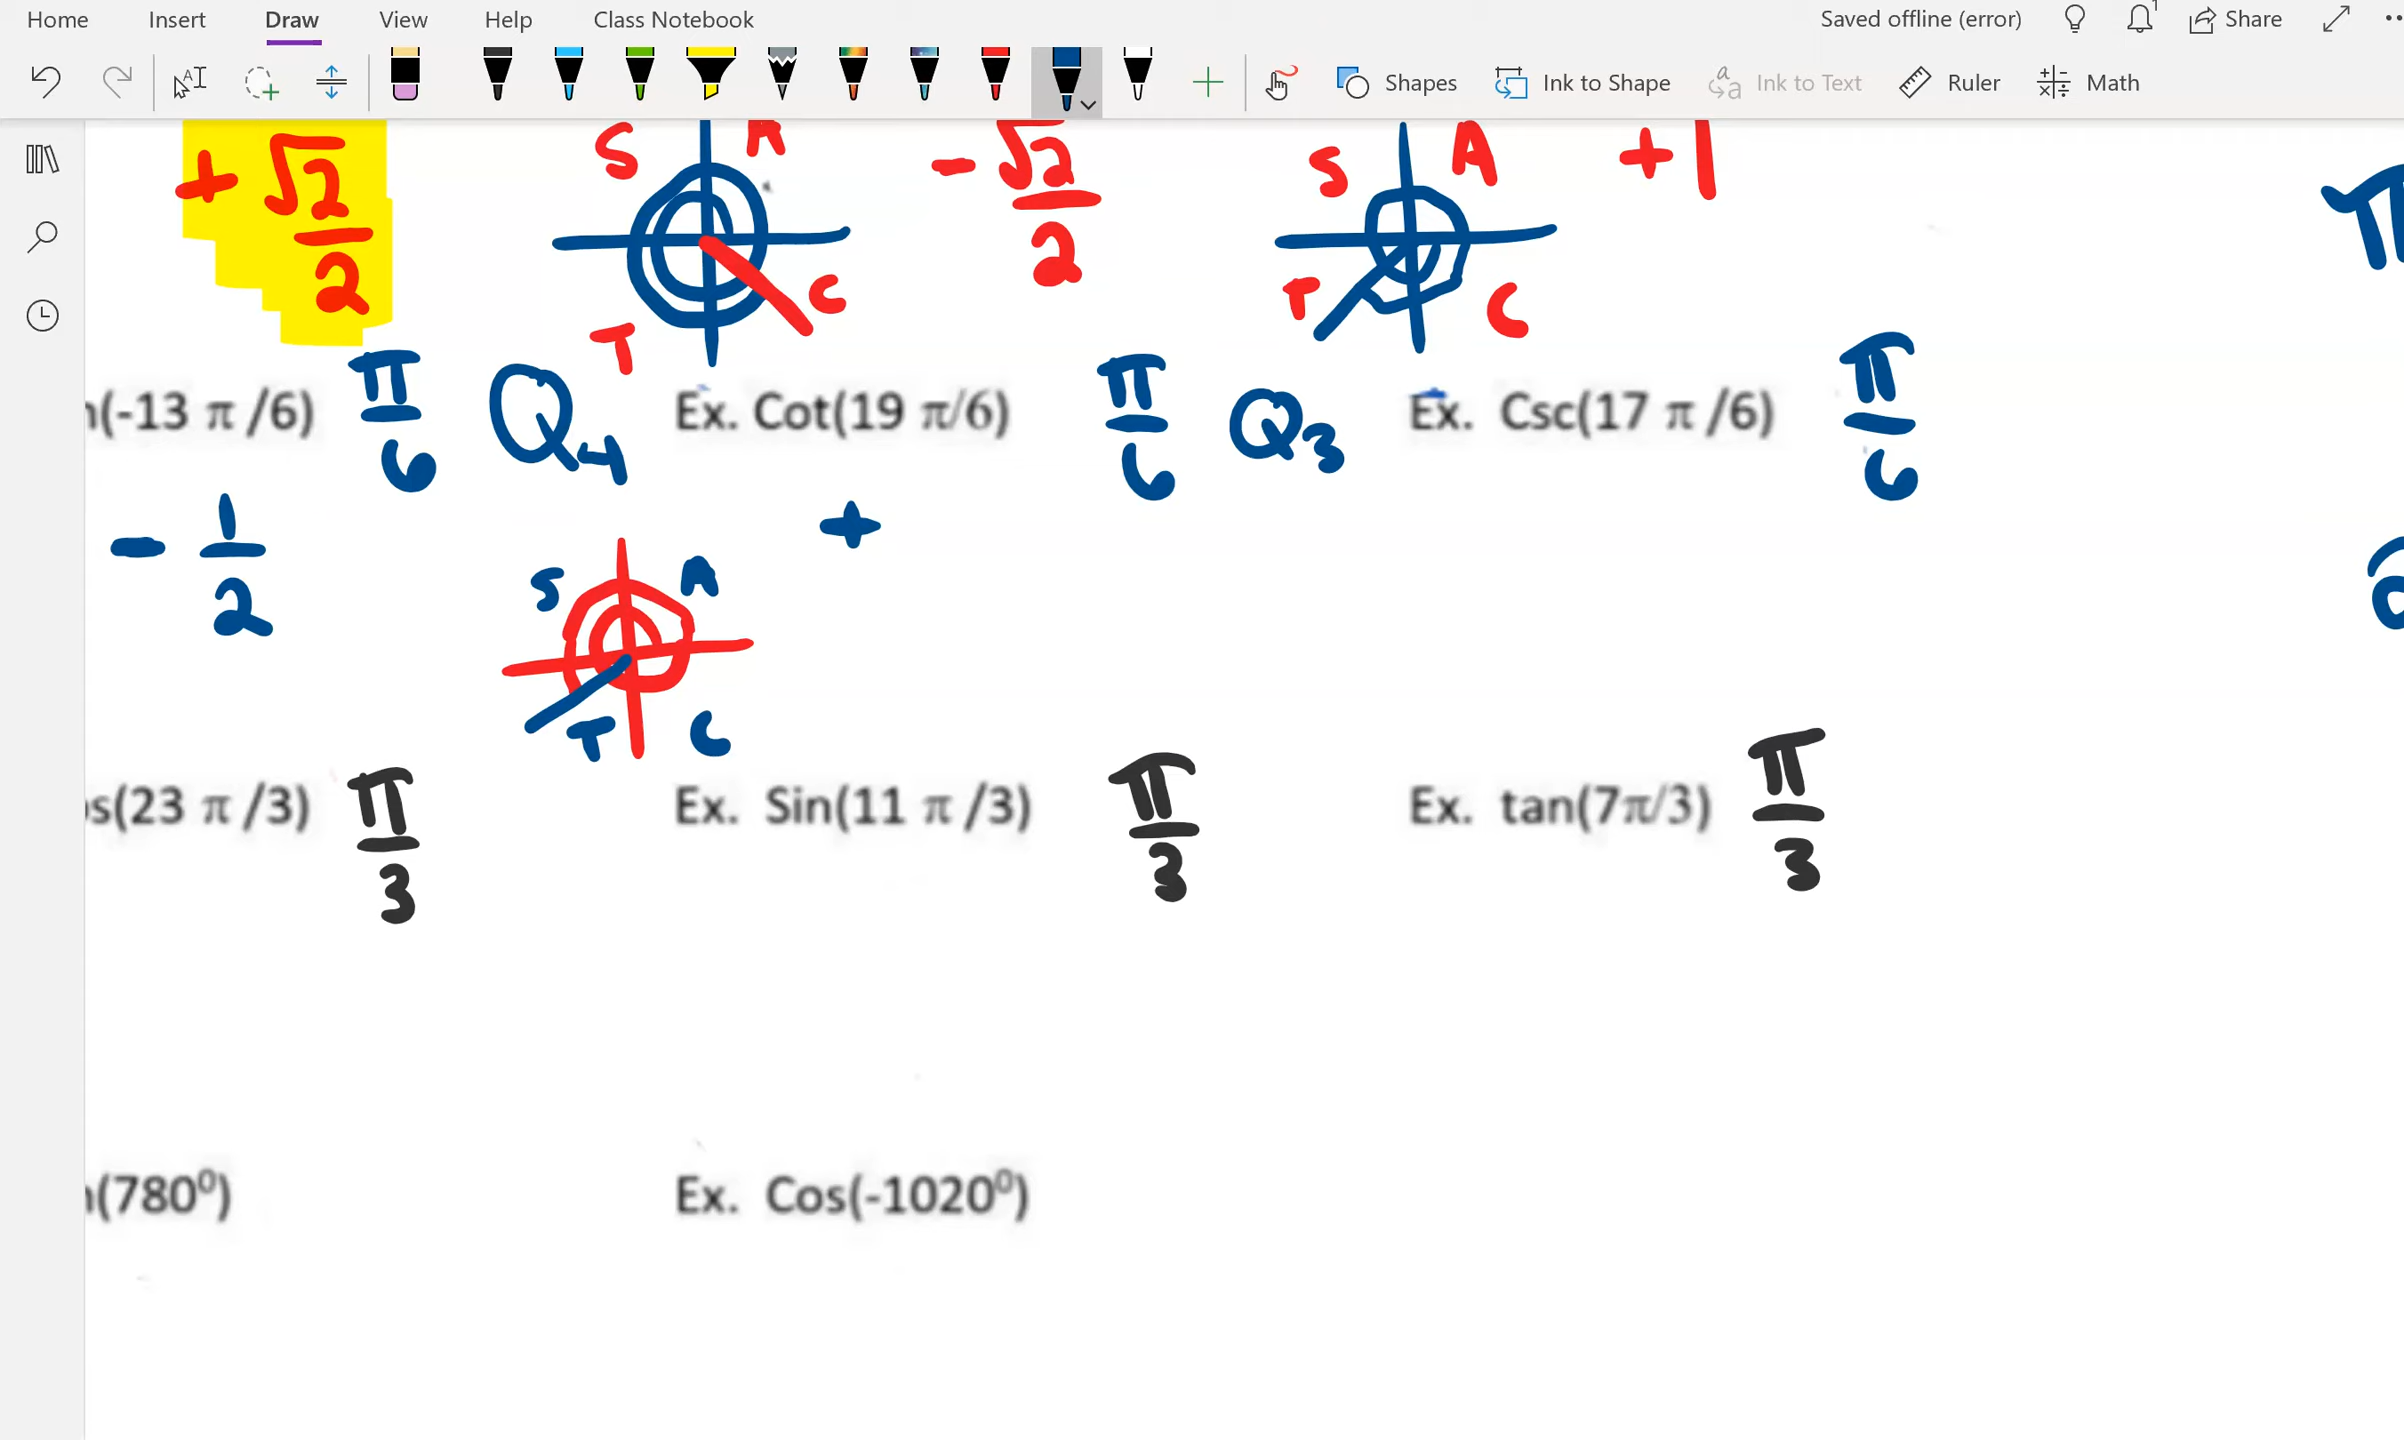 Home Insert Draw View Help Class Notebook Saved offline (error) Share
Shapes Ink to Shape Ink to Text Ruler Math
+ √2/2
S A T C
- √2/2
S A T C
+1
π
(-13 π /6) π/6 Q4
Ex. Cot(19 π/6) π/6 Q3
Ex. Csc(17 π /6) π/6
- 1/2
+
S A T C
s(23 π /3) π/3
Ex. Sin(11 π /3) π/3
Ex. tan(7π/3) π/3
(780⁰)
Ex. Cos(-1020⁰)